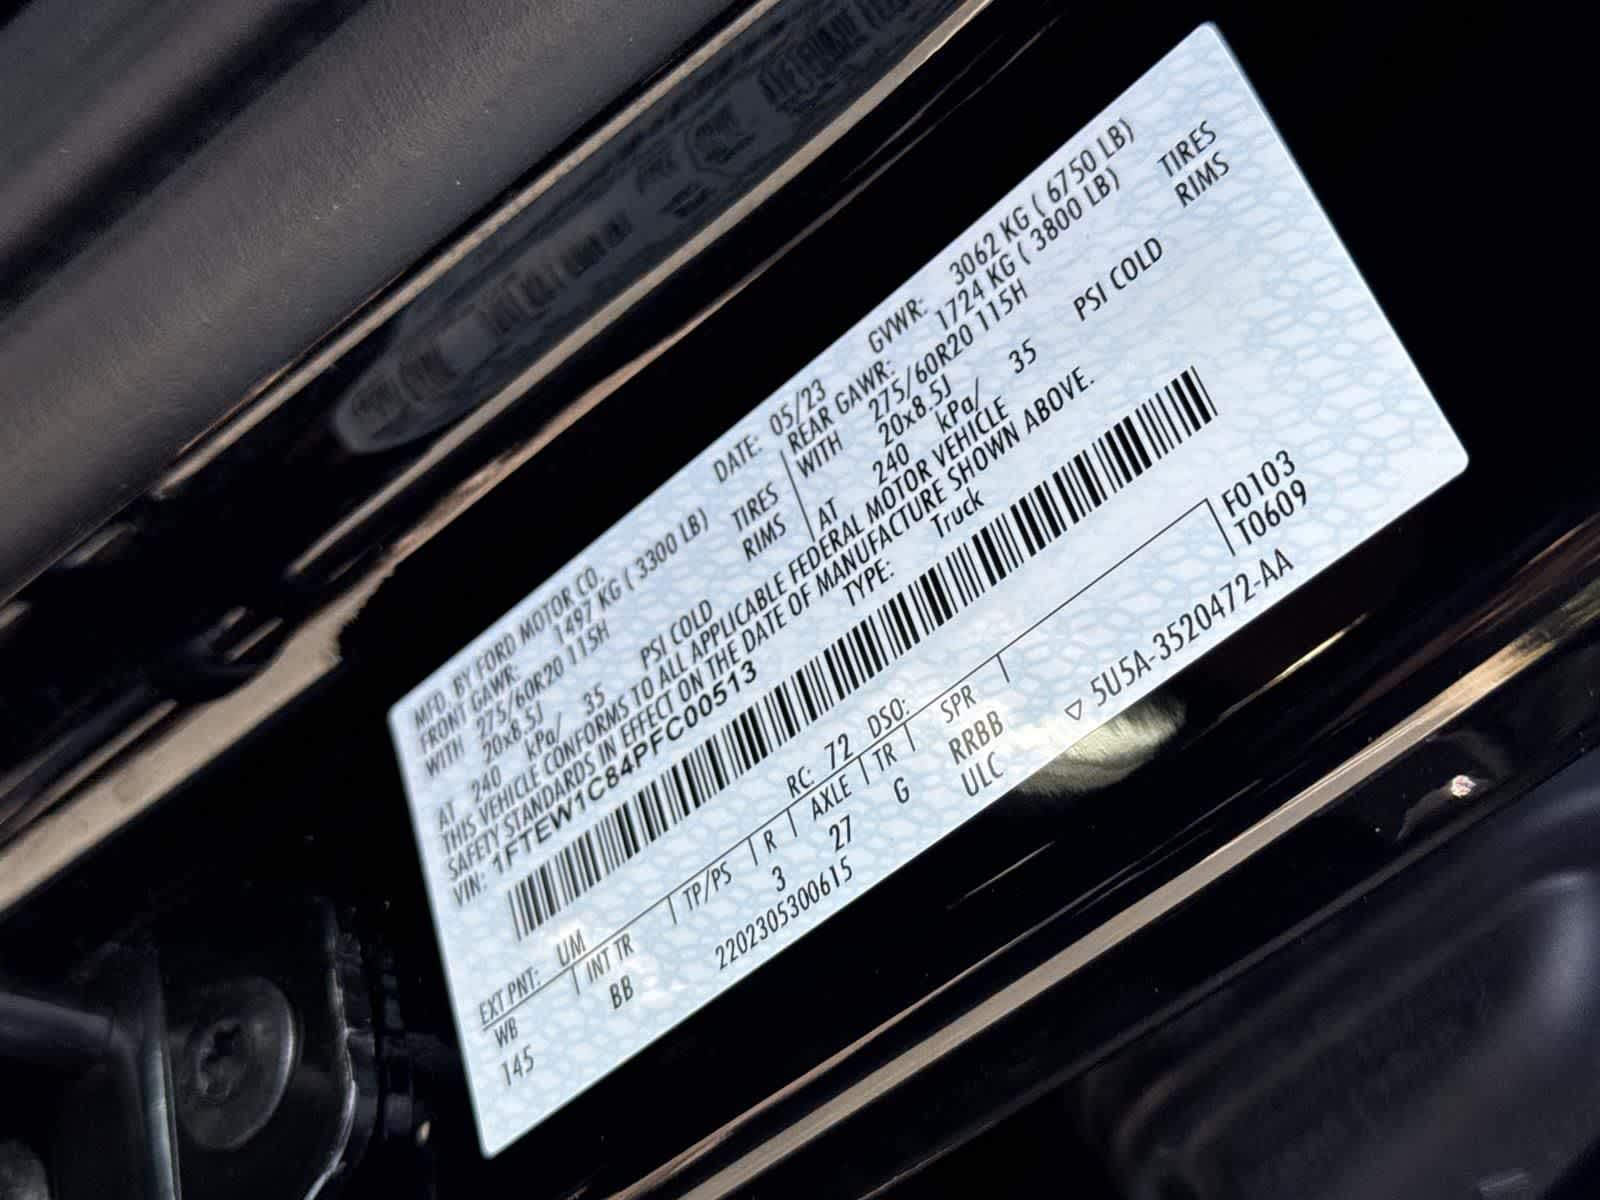 MFD. BY FORD MOTOR CO.
DATE: 05/23
GVWR: 3062 KG ( 6750 LB)
FRONT GAWR: 1497 KG ( 3300 LB)
REAR GAWR: 1724 KG ( 3800 LB)
WITH 275/60R20 115H TIRES
WITH 275/60R20 115H TIRES
20x8.5J RIMS
20x8.5J RIMS
AT 240 kPa/ 35 PSI COLD
AT 240 kPa/ 35 PSI COLD
THIS VEHICLE CONFORMS TO ALL APPLICABLE FEDERAL MOTOR VEHICLE
SAFETY STANDARDS IN EFFECT ON THE DATE OF MANUFACTURE SHOWN ABOVE.
VIN: 1FTEW1C84PFC00513
TYPE: Truck
EXT PNT: UM RC: 72 DSO:
F0103
WB INT TR TP/PS R AXLE TR SPR
T0609
145 BB 3 27 G RRBB
2202305300615 ULC
▽ 5U5A-3520472-AA